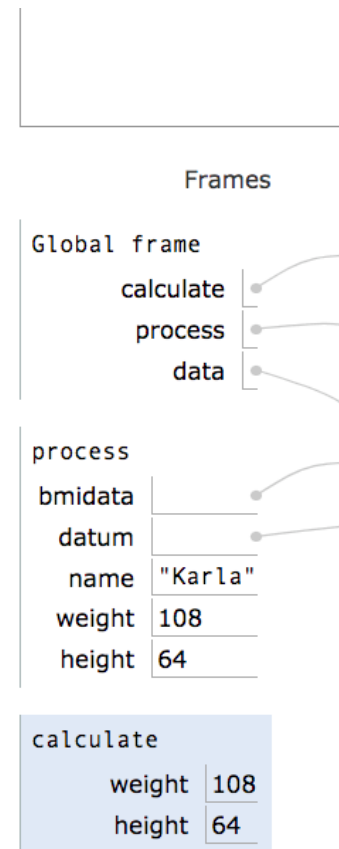 Frames
Global frame
calculate
process
data
process
bmidata
datum
name "Karla"
weight 108
height 64
calculate
weight 108
height 64